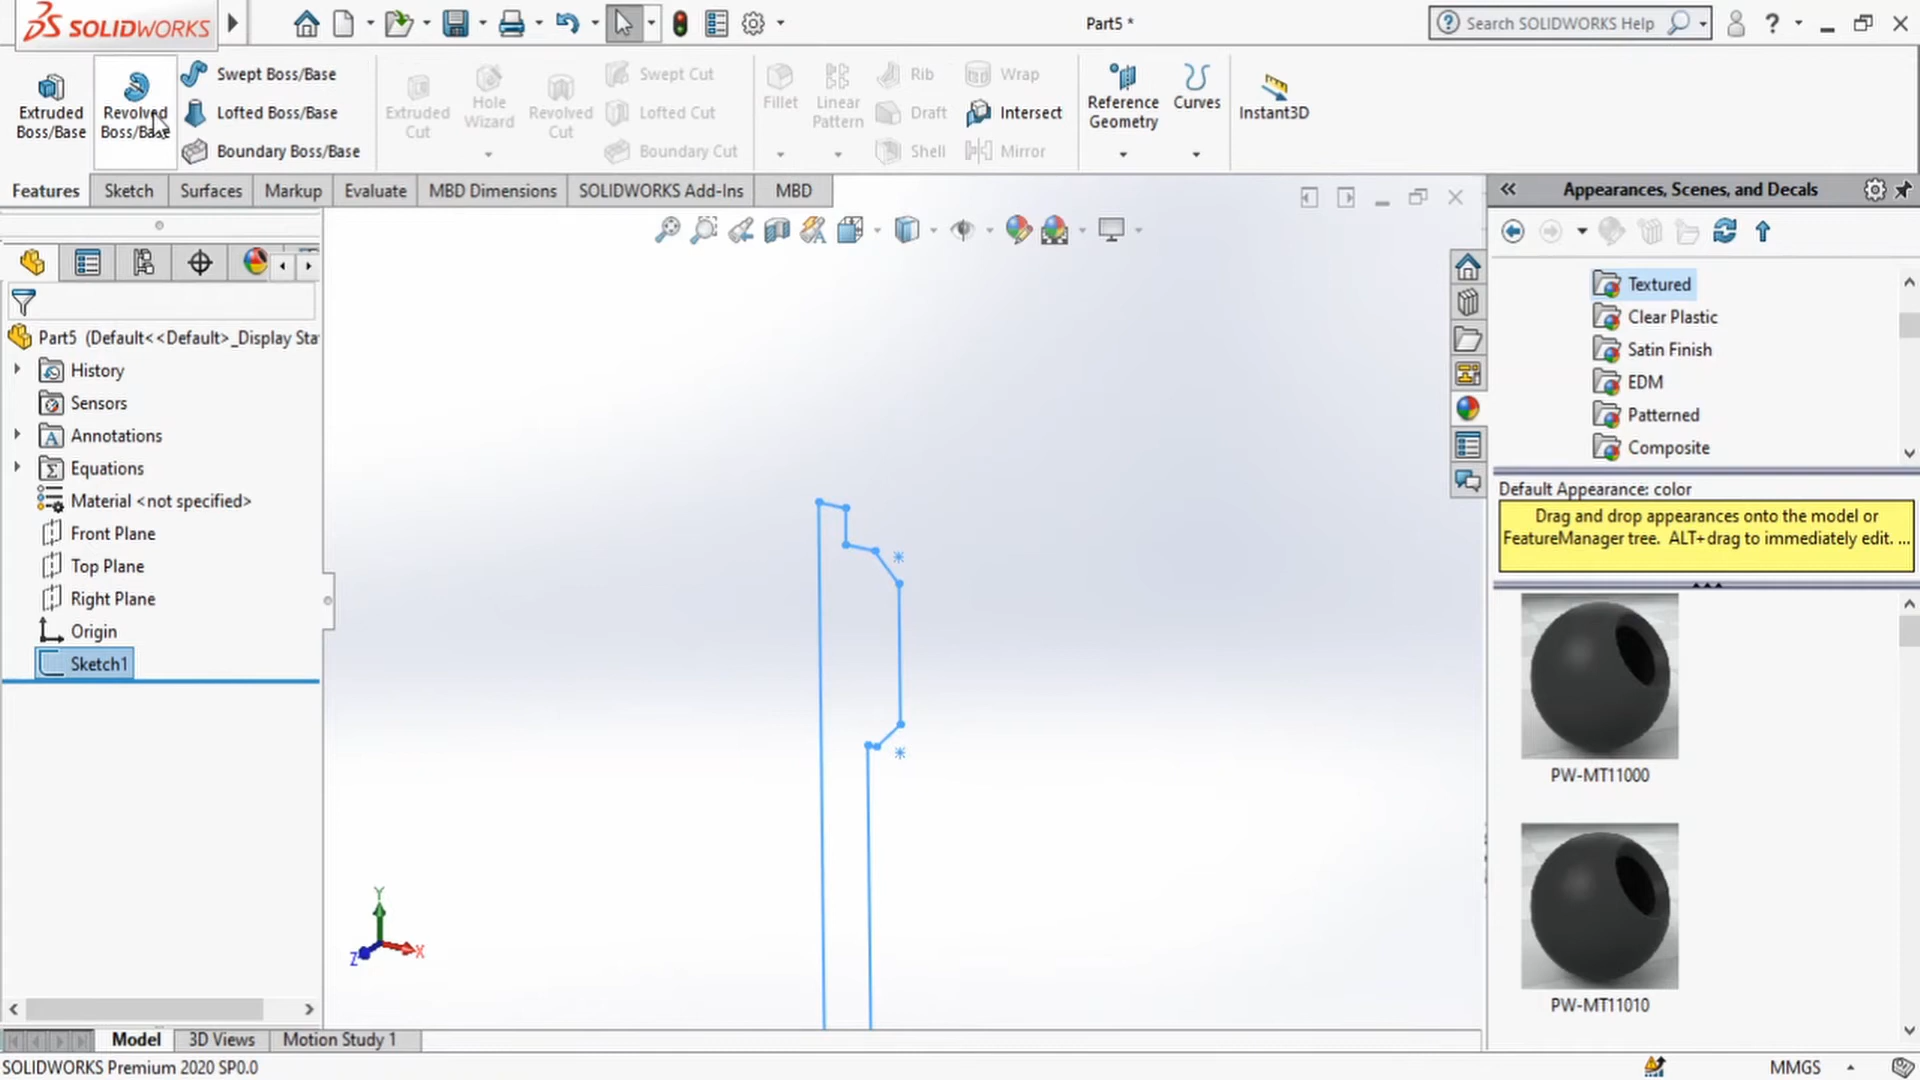 SOLIDWORKS
Part5 *
Search SOLIDWORKS Help
Extruded
Boss/Base
Revolved
Boss/Base
Swept Boss/Base
Lofted Boss/Base
Boundary Boss/Base
Extruded
Cut
Hole
Wizard
Revolved
Cut
Swept Cut
Lofted Cut
Boundary Cut
Fillet
Linear
Pattern
Rib
Draft
Shell
Wrap
Intersect
Mirror
Reference
Geometry
Curves
Instant3D
Features
Sketch
Surfaces
Markup
Evaluate
MBD Dimensions
SOLIDWORKS Add-Ins
MBD
Part5 (Default<<Default>_Display Sta
History
Sensors
Annotations
Equations
Material <not specified>
Front Plane
Top Plane
Right Plane
Origin
Sketch1
Y
X
Z
Appearances, Scenes, and Decals
Textured
Clear Plastic
Satin Finish
EDM
Patterned
Composite
Default Appearance: color
Drag and drop appearances onto the model or
FeatureManager tree. ALT+drag to immediately edit. ...
PW-MT11000
PW-MT11010
Model
3D Views
Motion Study 1
SOLIDWORKS Premium 2020 SP0.0
MMGS